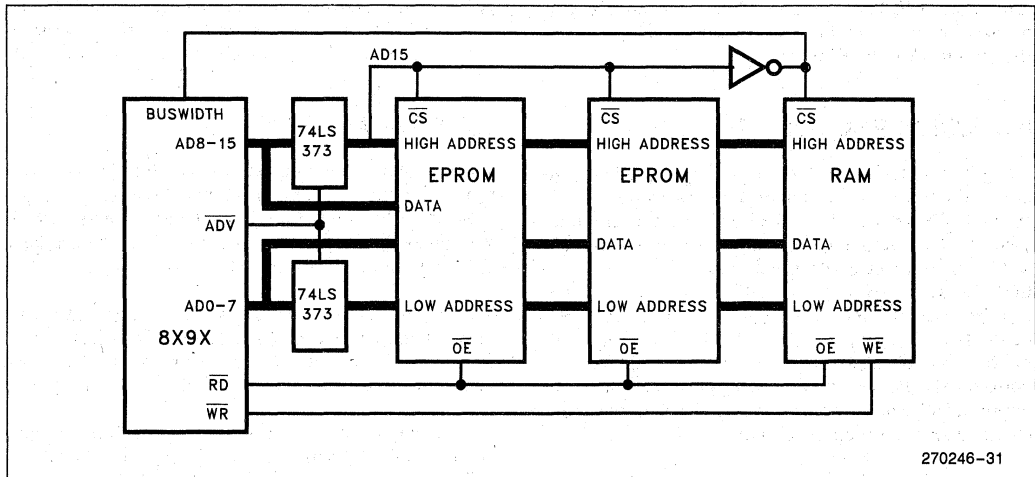 AD15
BUSWIDTH
AD8-15
74LS
373
CS
HIGH ADDRESS
EPROM
DATA
CS
HIGH ADDRESS
EPROM
CS
HIGH ADDRESS
RAM
ADV
DATA
DATA
AD0-7
74LS
373
LOW ADDRESS
LOW ADDRESS
LOW ADDRESS
8X9X
OE
OE
OE
WE
RD
WR
270246-31